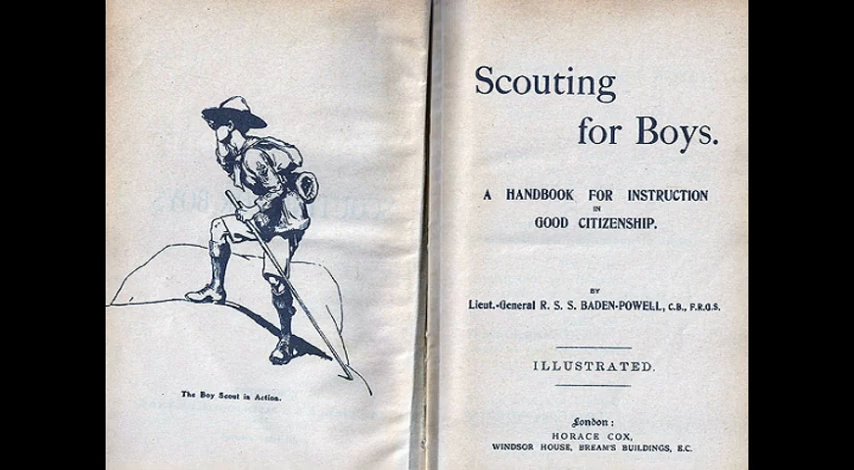 The Boy Scout in Action.
Scouting
for Boys.
A HANDBOOK FOR INSTRUCTION
IN
GOOD CITIZENSHIP.
BY
Lieut.-General R. S. S. BADEN-POWELL, C.B., F.R.G.S.
ILLUSTRATED.
London:
HORACE COX,
WINDSOR HOUSE, BREAM'S BUILDINGS, E.C.